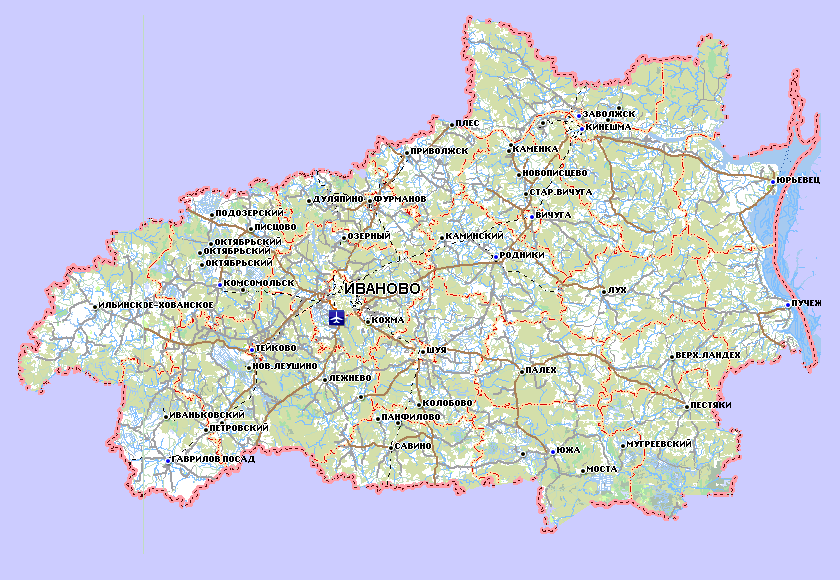 ЗАВОЛЖСК
ПЛЕС
КИНЕШМА
ПРИВОЛЖСК
КАМЕНКА
НОВОПИСЦЕВО
ЮРЬЕВЕЦ
СТАР.ВИЧУГА
ДУЛЯПИНО
ФУРМАНОВ
ПОДОЗЕРСКИЙ
ВИЧУГА
ПИСЦОВО
ОЗЕРНЫЙ
КАМИНСКИЙ
ОКТЯБРЬСКИЙ
ОКТЯБРЬСКИЙ
РОДНИКИ
ОКТЯБРЬСКИЙ
КОМСОМОЛЬСК
ИВАНОВО
ЛУХ
ИЛЬИНСКОЕ-ХОВАНСКОЕ
ПУЧЕЖ
КОХМА
ТЕЙКОВО
ШУЯ
ВЕРХ.ЛАНДЕХ
НОВ.ЛЕУШИНО
ПАЛЕХ
ЛЕЖНЕВО
КОЛОБОВО
ПЕСТЯКИ
ИВАНЬКОВСКИЙ
ПАНФИЛОВО
ПЕТРОВСКИЙ
САВИНО
МУГРЕЕВСКИЙ
ЮЖА
ГАВРИЛОВ ПОСАД
МОСТА